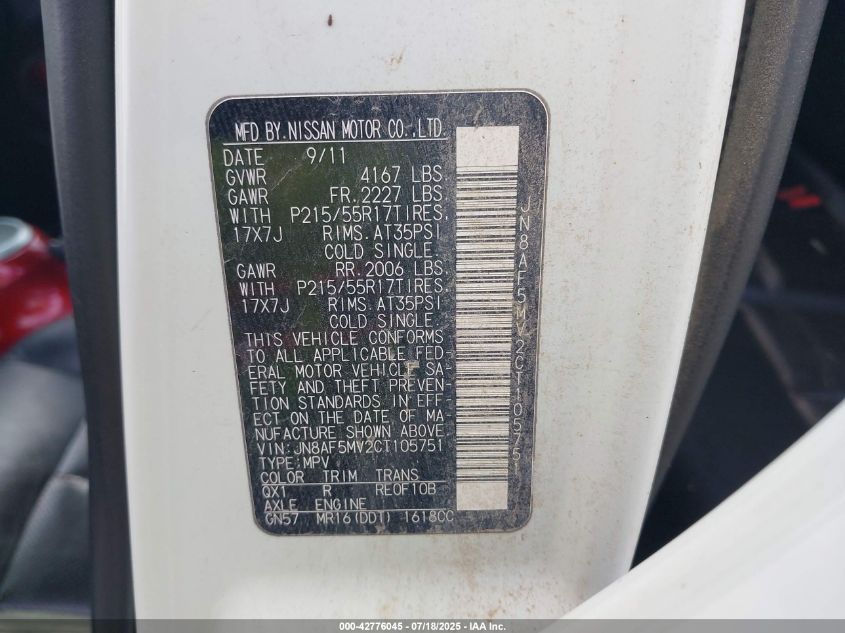 MFD BY.NISSAN MOTOR CO.,LTD.
DATE 9/11
GVWR 4167 LBS.
GAWR FR.2227 LBS
WITH P215/55R17TIRES.
17X7J RIMS.AT35PSI
COLD SINGLE.
GAWR RR.2006 LBS.
WITH P215/55R17TIRES.
17X7J RIMS.AT35PSI
COLD SINGLE.
THIS VEHICLE CONFORMS
TO ALL APPLICABLE FED-
ERAL MOTOR VEHICLE SA-
FETY AND THEFT PREVEN-
TION STANDARDS IN EFF
ECT ON THE DATE OF MA-
NUFACTURE SHOWN ABOVE
VIN:JN8AF5MV2CT105751
TYPE:MPV
COLOR TRIM TRANS
QX1 R RE0F10B
AXLE ENGINE
GN57 MR16(DDT) 1618CC
JN8AF5MV2CT105751
000-42776045 - 07/18/2025 - IAA Inc.